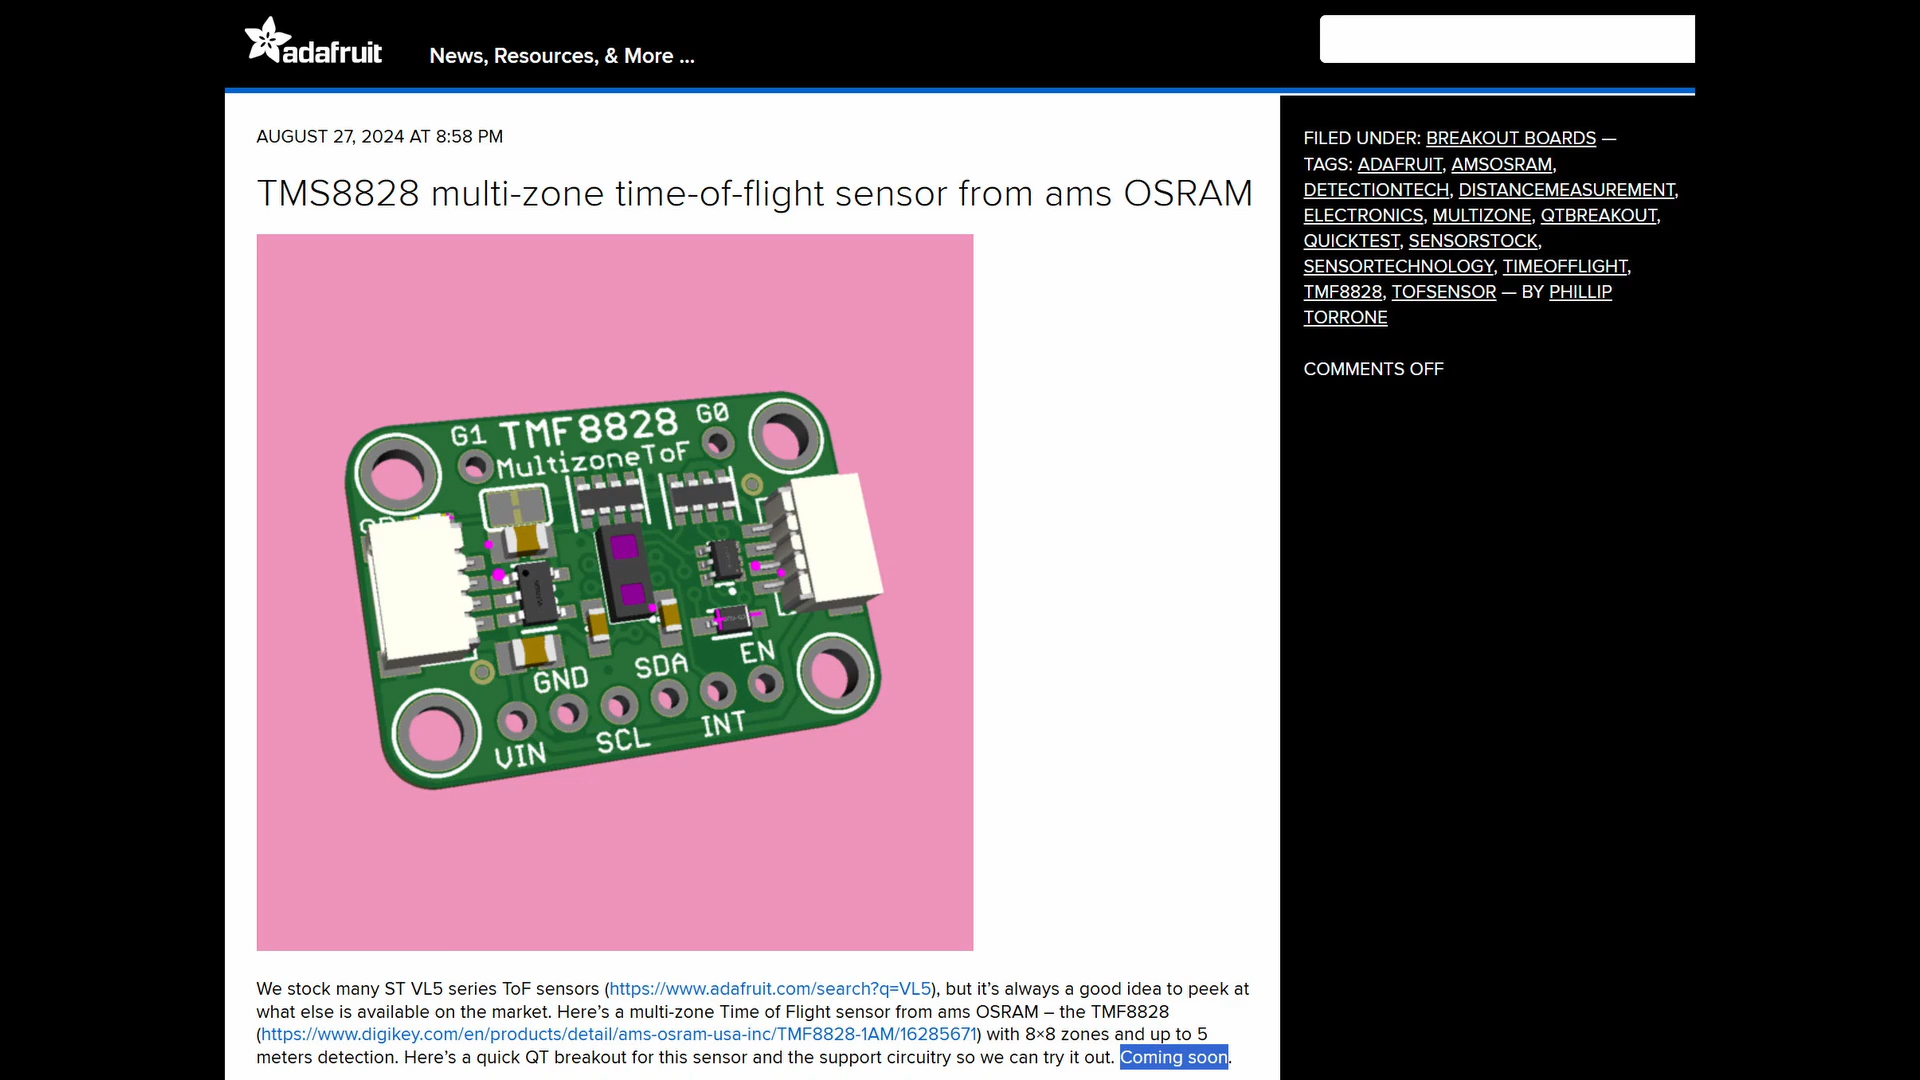 adafruit
News, Resources, & More ...
AUGUST 27, 2024 AT 8:58 PM
TMS8828 multi-zone time-of-flight sensor from ams OSRAM
G1 TMF8828 G0
MultizoneToF
GND
SDA
EN
VIN
SCL
INT
We stock many ST VL5 series ToF sensors (https://www.adafruit.com/search?q=VL5), but it’s always a good idea to peek at
what else is available on the market. Here’s a multi-zone Time of Flight sensor from ams OSRAM – the TMF8828
(https://www.digikey.com/en/products/detail/ams-osram-usa-inc/TMF8828-1AM/16285671) with 8×8 zones and up to 5
meters detection. Here’s a quick QT breakout for this sensor and the support circuitry so we can try it out. Coming soon.
FILED UNDER: BREAKOUT BOARDS —
TAGS: ADAFRUIT, AMSOSRAM,
DETECTIONTECH, DISTANCEMEASUREMENT,
ELECTRONICS, MULTIZONE, QTBREAKOUT,
QUICKTEST, SENSORSTOCK,
SENSORTECHNOLOGY, TIMEOFFLIGHT,
TMF8828, TOFSENSOR — BY PHILLIP
TORRONE
COMMENTS OFF